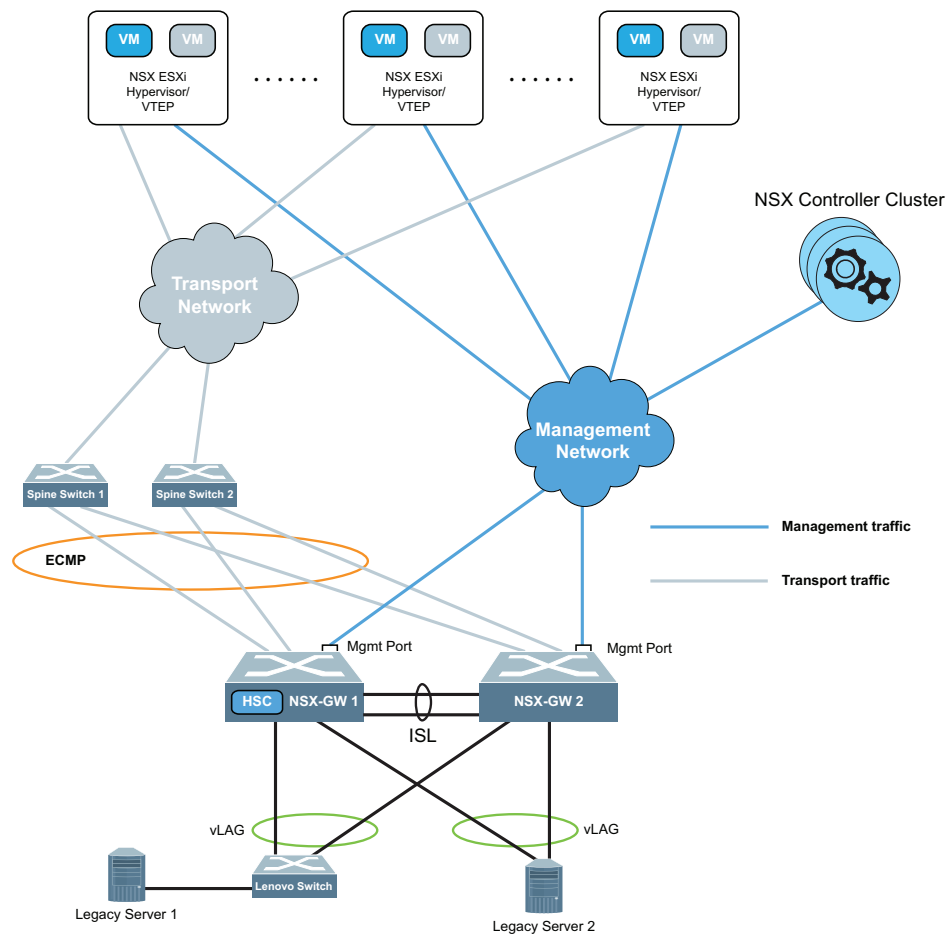 VM VM
NSX ESXi
Hypervisor/
VTEP
VM VM
NSX ESXi
Hypervisor/
VTEP
VM VM
NSX ESXi
Hypervisor/
VTEP
NSX Controller Cluster
Transport
Network
Management
Network
Spine Switch 1
Spine Switch 2
Management traffic
ECMP
Transport traffic
Mgmt Port
Mgmt Port
HSC NSX-GW 1
NSX-GW 2
ISL
vLAG
vLAG
Lenovo Switch
Legacy Server 1
Legacy Server 2